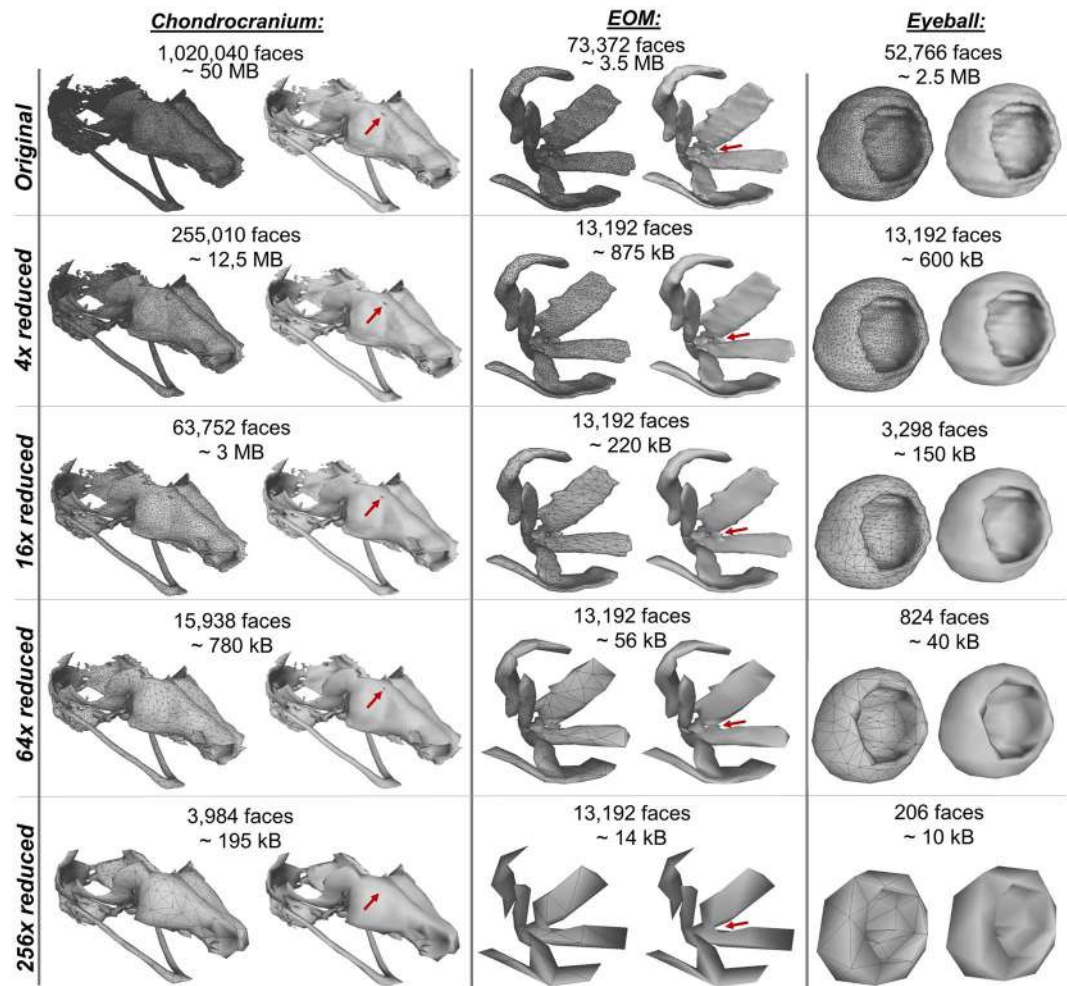 Chondrocranium:
EOM:
Eyeball:
Original
1,020,040 faces
~ 50 MB
73,372 faces
~ 3.5 MB
52,766 faces
~ 2.5 MB
4x reduced
255,010 faces
~ 12,5 MB
13,192 faces
~ 875 kB
13,192 faces
~ 600 kB
16x reduced
63,752 faces
~ 3 MB
13,192 faces
~ 220 kB
3,298 faces
~ 150 kB
64x reduced
15,938 faces
~ 780 kB
13,192 faces
~ 56 kB
824 faces
~ 40 kB
256x reduced
3,984 faces
~ 195 kB
13,192 faces
~ 14 kB
206 faces
~ 10 kB